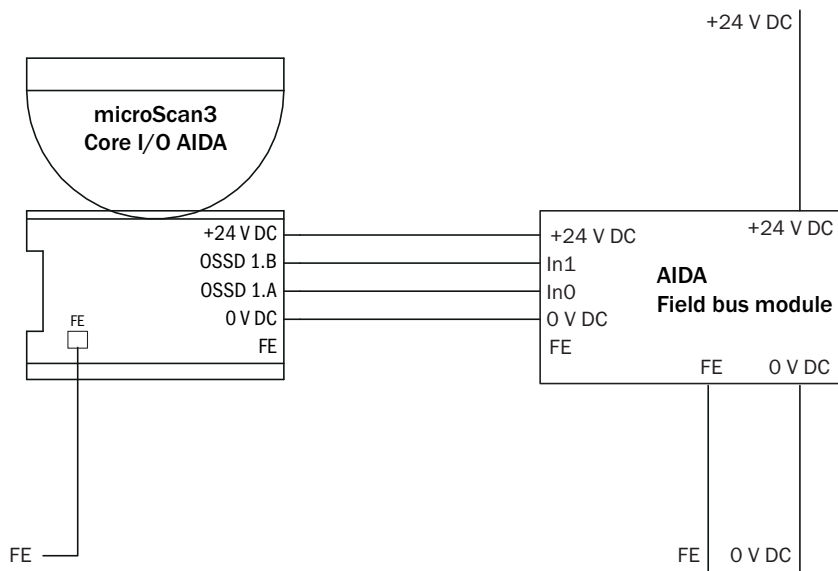 +24 V DC
microScan3
Core I/O AIDA
+24 V DC
OSSD 1.B
OSSD 1.A
0 V DC
FE
FE
+24 V DC
In1
In0
0 V DC
FE
+24 V DC
AIDA
Field bus module
FE
0 V DC
FE
FE
0 V DC